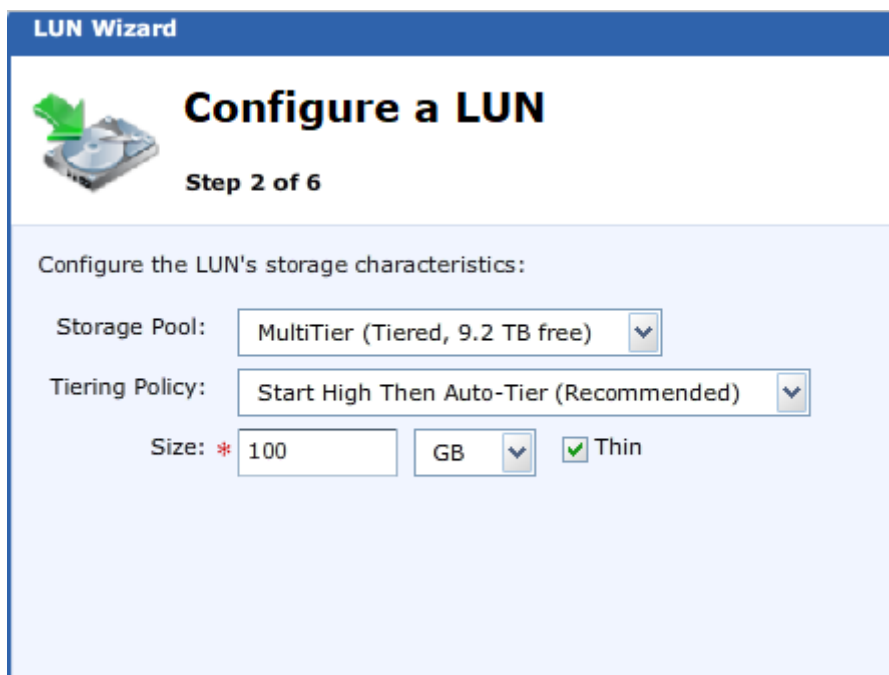 LUN Wizard
Configure a LUN
Step 2 of 6
Configure the LUN's storage characteristics:
Storage Pool: MultiTier (Tiered, 9.2 TB free)
Tiering Policy: Start High Then Auto-Tier (Recommended)
Size: * 100 GB Thin